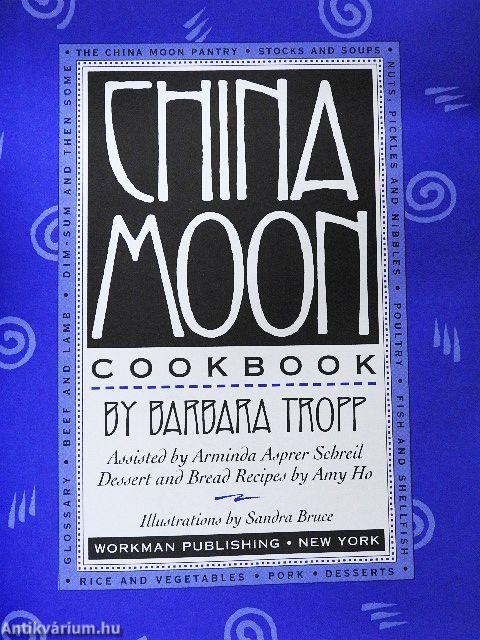 • THE CHINA MOON PANTRY • STOCKS AND SOUPS •
NUTS, PICKLES AND NIBBLES • POULTRY • FISH AND SHELLFISH •
• RICE AND VEGETABLES • PORK • DESSERTS •
GLOSSARY • BEEF AND LAMB • DIM-SUM AND THEN SOME
CHINA
MOON
COOKBOOK
BY BARBARA TROPP
Assisted by Arminda Asprer Schreil
Dessert and Bread Recipes by Amy Ho
Illustrations by Sandra Bruce
WORKMAN PUBLISHING • NEW YORK
Antikvárium.hu